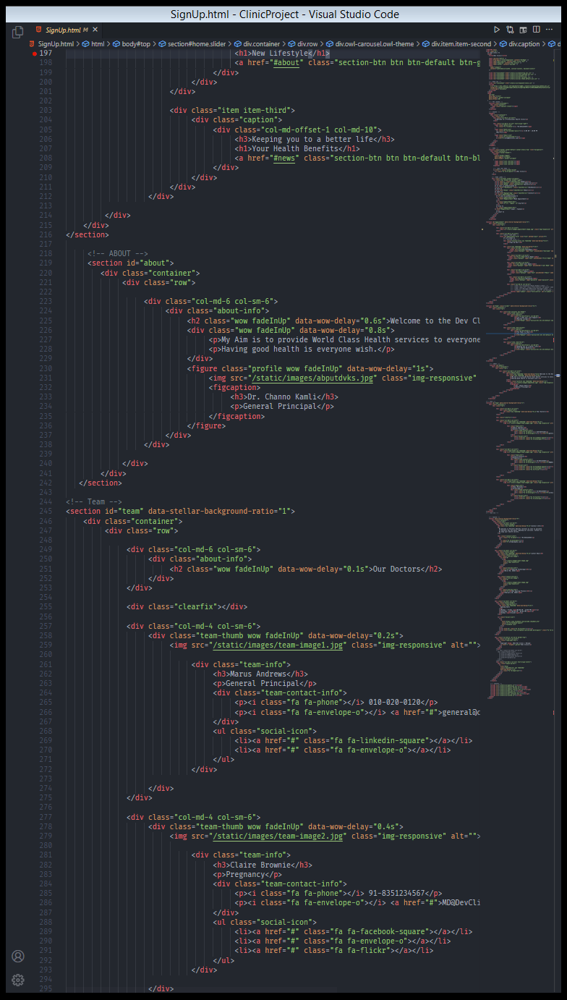 SignUp.html - ClinicProject - Visual Studio Code
SignUp.html M ×
SignUp.html > html > body#top > section#home.slider > div.container > div.row > div.owl-carousel.owl-theme > div.item.item-second > div.caption > d
197 <h1>New Lifestyle</h1>
198 <a href="#about" class="section-btn btn btn-default btn-g
199 </div>
200 </div>
201 </div>
202
203 <div class="item item-third">
204 <div class="caption">
205 <div class="col-md-offset-1 col-md-10">
206 <h3>Keeping you to a better life</h3>
207 <h1>Your Health Benefits</h1>
208 <a href="#news" class="section-btn btn btn-default btn-bl
209 </div>
210 </div>
211 </div>
212 </div>
213
214 </div>
215 </div>
216 </section>
217
218 <!-- ABOUT -->
219 <section id="about">
220 <div class="container">
221 <div class="row">
222
223 <div class="col-md-6 col-sm-6">
224 <div class="about-info">
225 <h2 class="wow fadeInUp" data-wow-delay="0.6s">Welcome to the Dev Cl
226 <div class="wow fadeInUp" data-wow-delay="0.8s">
227 <p>My Aim is to provide World Class Health services to everyone
228 <p>Having good health is everyone wish.</p>
229 </div>
230 <figure class="profile wow fadeInUp" data-wow-delay="1s">
231 <img src="/static/images/abputdvks.jpg" class="img-responsive"
232 <figcaption>
233 <h3>Dr. Channo Kamli</h3>
234 <p>General Principal</p>
235 </figcaption>
236 </figure>
237 </div>
238 </div>
239
240 </div>
241 </div>
242 </section>
243
244 <!-- Team -->
245 <section id="team" data-stellar-background-ratio="1">
246 <div class="container">
247 <div class="row">
248
249 <div class="col-md-6 col-sm-6">
250 <div class="about-info">
251 <h2 class="wow fadeInUp" data-wow-delay="0.1s">Our Doctors</h2>
252 </div>
253 </div>
254
255 <div class="clearfix"></div>
256
257 <div class="col-md-4 col-sm-6">
258 <div class="team-thumb wow fadeInUp" data-wow-delay="0.2s">
259 <img src="/static/images/team-image1.jpg" class="img-responsive" alt="">
260
261 <div class="team-info">
262 <h3>Marus Andrews</h3>
263 <p>General Principal</p>
264 <div class="team-contact-info">
265 <p><i class="fa fa-phone"></i> 010-020-0120</p>
266 <p><i class="fa fa-envelope-o"></i> <a href="#">general@c
267 </div>
268 <ul class="social-icon">
269 <li><a href="#" class="fa fa-linkedin-square"></a></li>
270 <li><a href="#" class="fa fa-envelope-o"></a></li>
271 </ul>
272 </div>
273
274 </div>
275 </div>
276
277 <div class="col-md-4 col-sm-6">
278 <div class="team-thumb wow fadeInUp" data-wow-delay="0.4s">
279 <img src="/static/images/team-image2.jpg" class="img-responsive" alt="">
280
281 <div class="team-info">
282 <h3>Claire Brownie</h3>
283 <p>Pregnancy</p>
284 <div class="team-contact-info">
285 <p><i class="fa fa-phone"></i> 91-8351234567</p>
286 <p><i class="fa fa-envelope-o"></i> <a href="#">MD@DevCli
287 </div>
288 <ul class="social-icon">
289 <li><a href="#" class="fa fa-facebook-square"></a></li>
290 <li><a href="#" class="fa fa-envelope-o"></a></li>
291 <li><a href="#" class="fa fa-flickr"></a></li>
292 </ul>
293 </div>
294
295 </div>